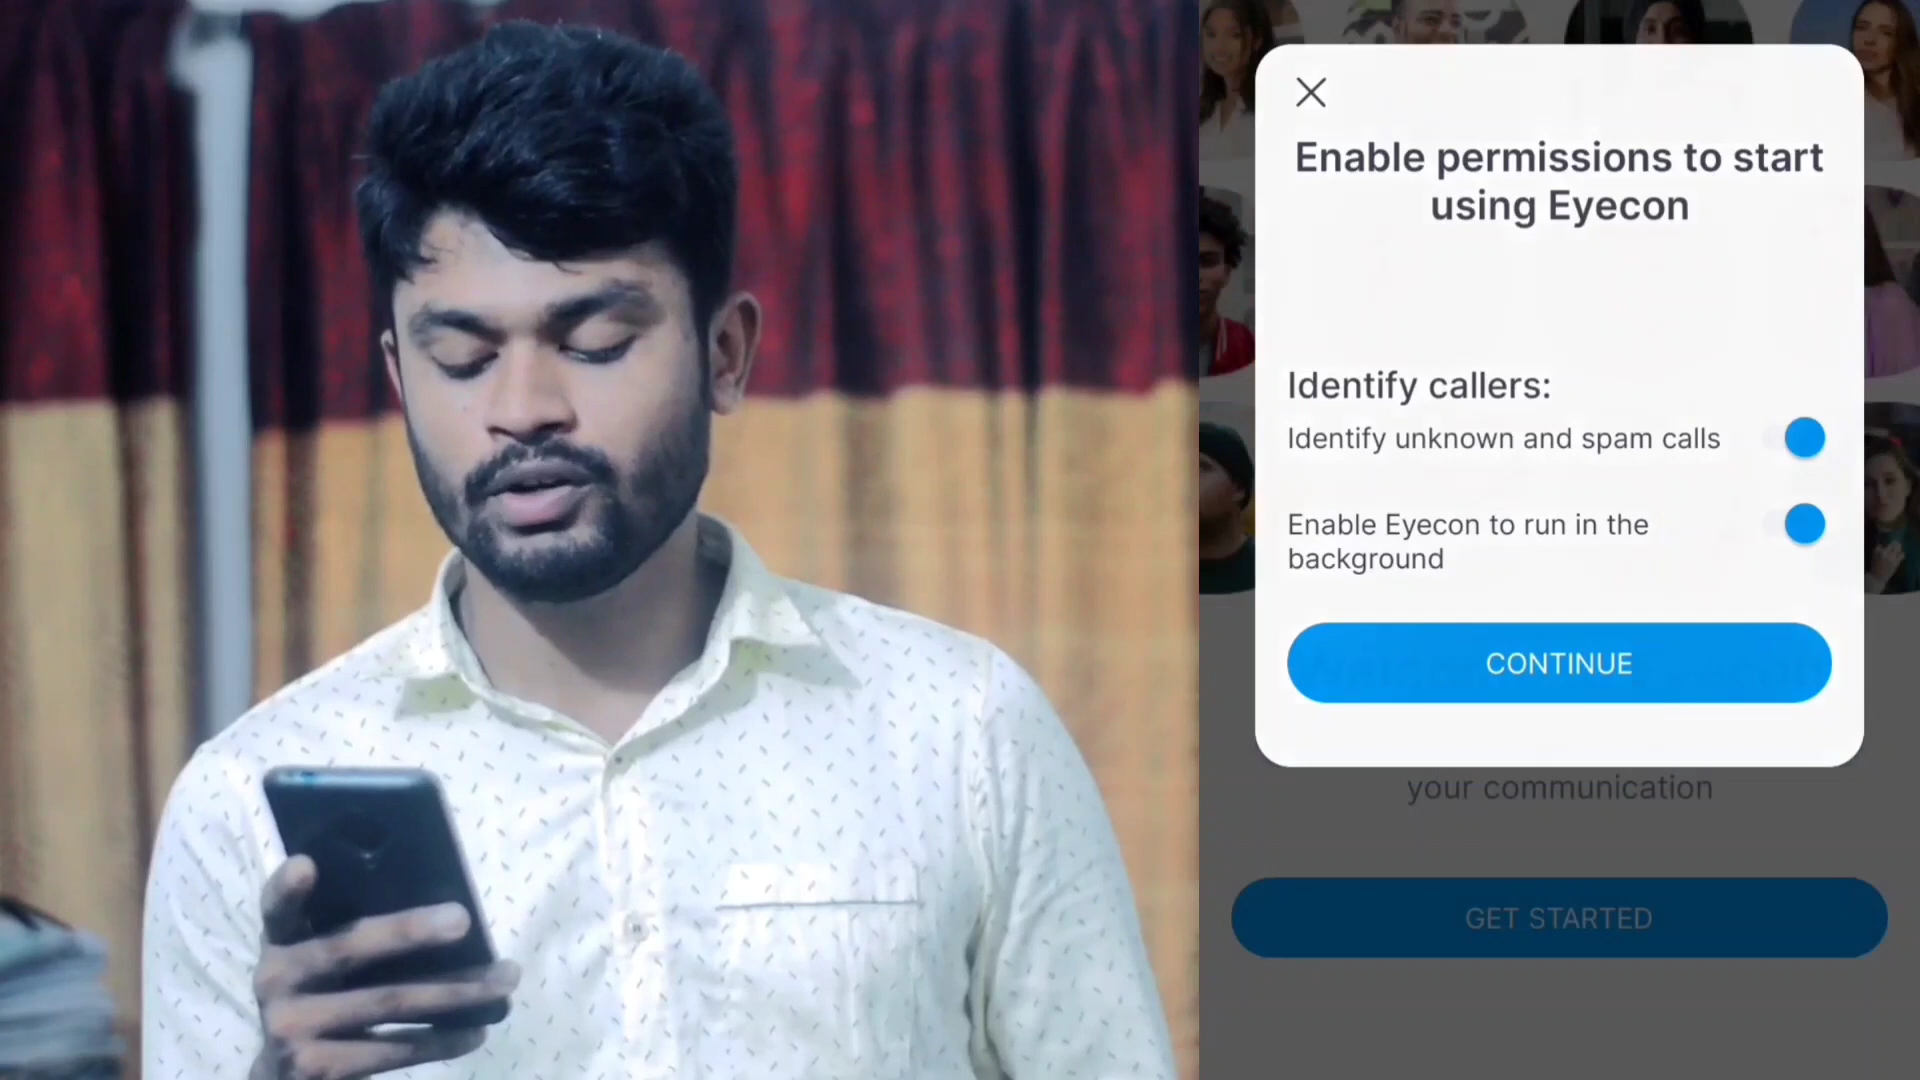 Enable permissions to start
using Eyecon
Identify callers:
Identify unknown and spam calls
Enable Eyecon to run in the
background
CONTINUE
your communication
GET STARTED